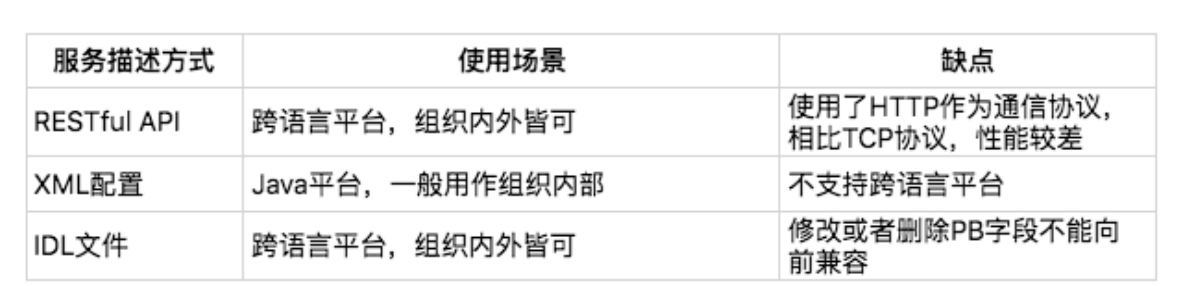 服务描述方式 使用场景 缺点
RESTful API 跨语言平台，组织内外皆可 使用了HTTP作为通信协议，
相比TCP协议，性能较差
XML配置 Java平台，一般用作组织内部 不支持跨语言平台
IDL文件 跨语言平台，组织内外皆可 修改或者删除PB字段不能向
前兼容